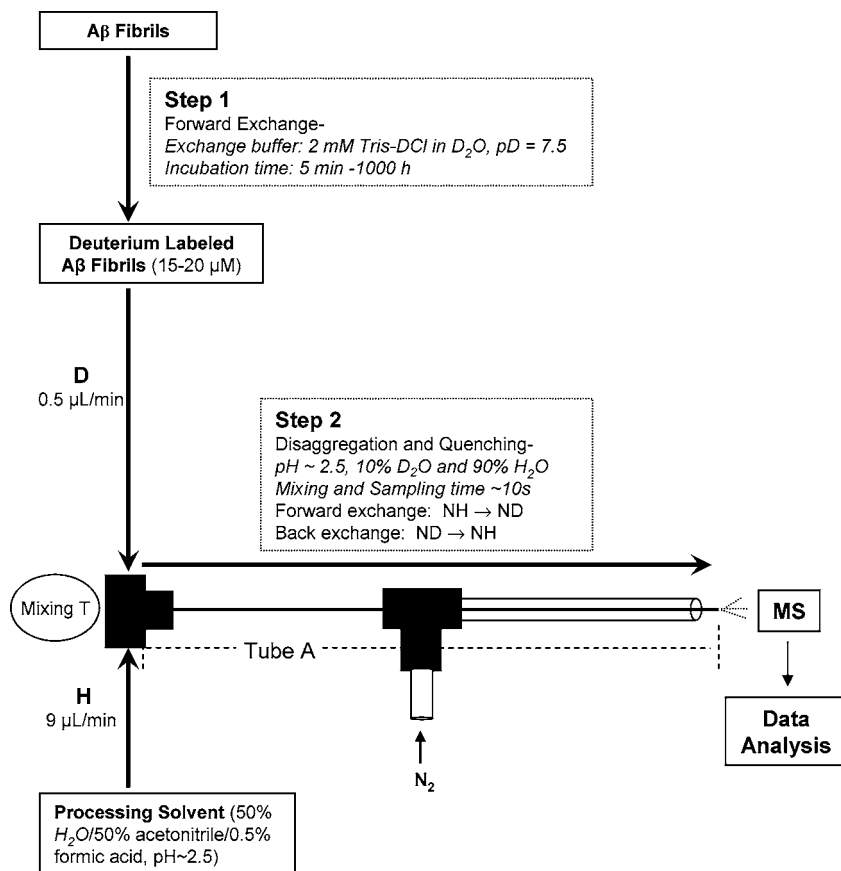 Aβ Fibrils
Step 1
Forward Exchange-
Exchange buffer: 2 mM Tris-DCl in D₂O, pD = 7.5
Incubation time: 5 min -1000 h
Deuterium Labeled
Aβ Fibrils (15-20 µM)
D
0.5 µL/min
Step 2
Disaggregation and Quenching-
pH ~ 2.5, 10% D₂O and 90% H₂O
Mixing and Sampling time ~10s
Forward exchange: NH → ND
Back exchange: ND → NH
Mixing T
MS
Tube A
H
9 µL/min
Data
Analysis
N₂
Processing Solvent (50%
H₂O/50% acetonitrile/0.5%
formic acid, pH~2.5)